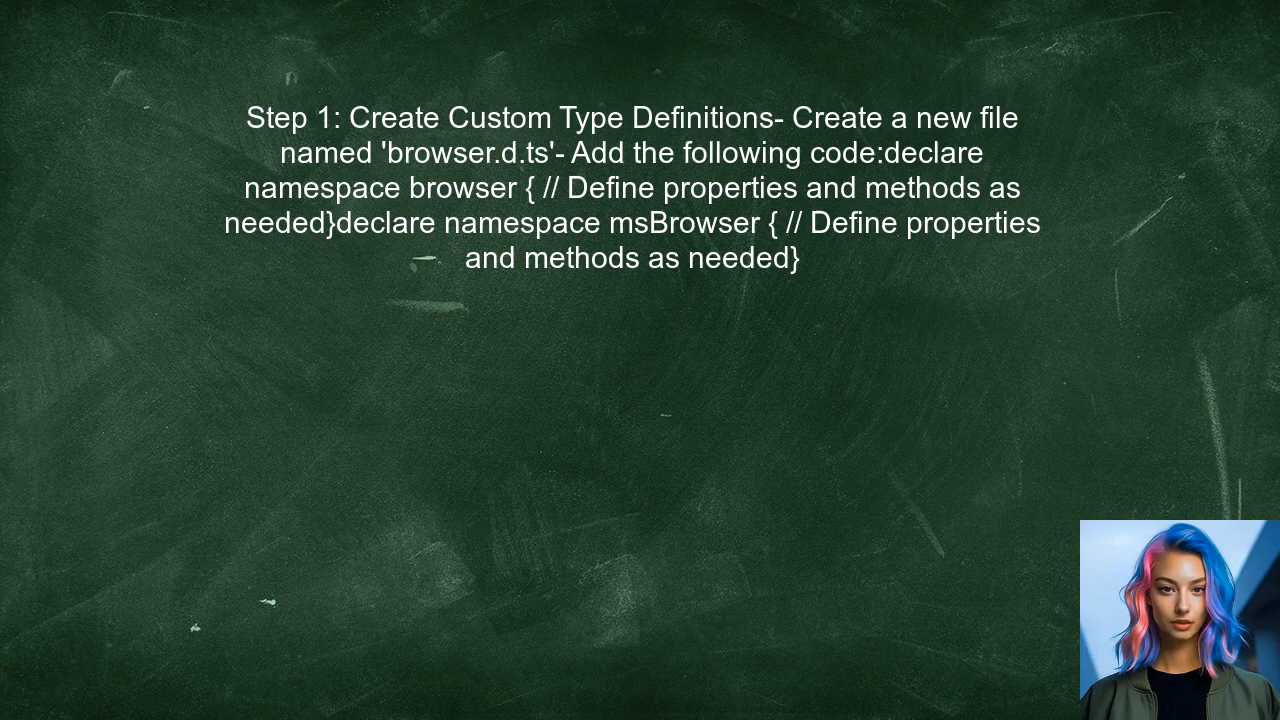 Step 1: Create Custom Type Definitions- Create a new file
named 'browser.d.ts'- Add the following code:declare
namespace browser { // Define properties and methods as
needed}declare namespace msBrowser { // Define properties
and methods as needed}